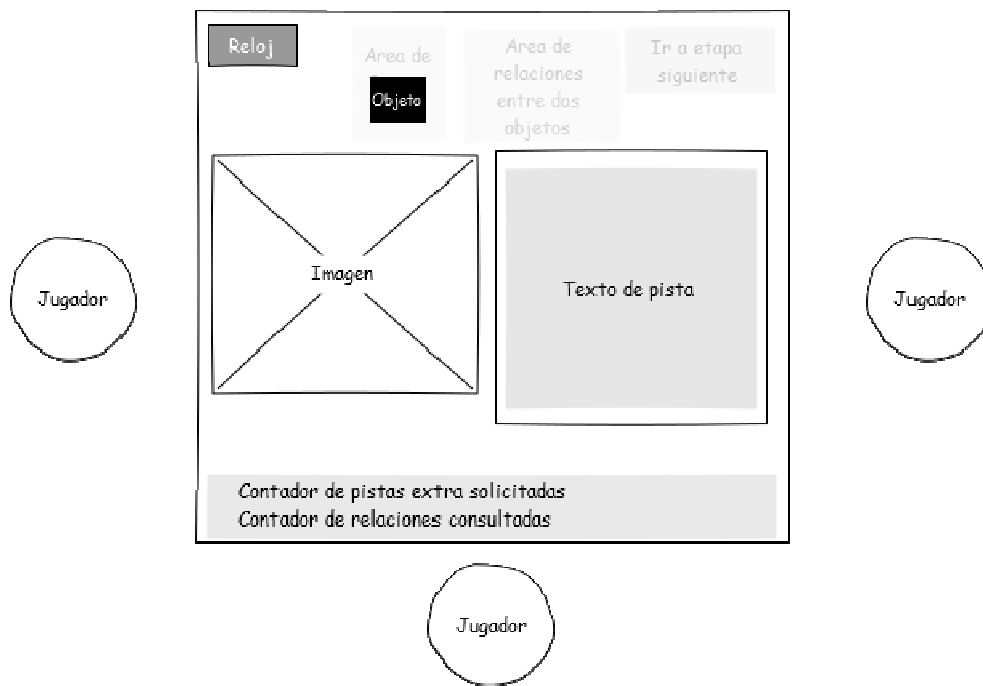 Reloj
Area de
Objeto
Area de
relaciones
entre dos
objetos
Ir a etapa
siguiente
Imagen
Texto de pista
Jugador
Jugador
Contador de pistas extra solicitadas
Contador de relaciones consultadas
Jugador